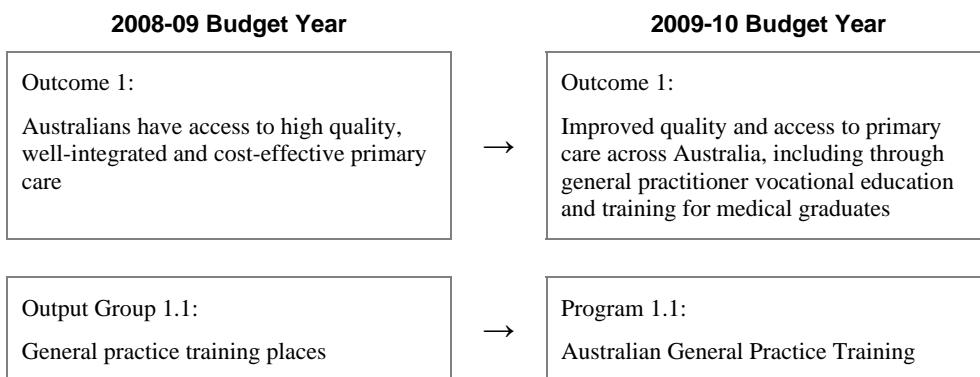 2008-09 Budget Year
2009-10 Budget Year
Outcome 1:
Australians have access to high quality,
well-integrated and cost-effective primary
care
→
Outcome 1:
Improved quality and access to primary
care across Australia, including through
general practitioner vocational education
and training for medical graduates
Output Group 1.1:
General practice training places
→
Program 1.1:
Australian General Practice Training